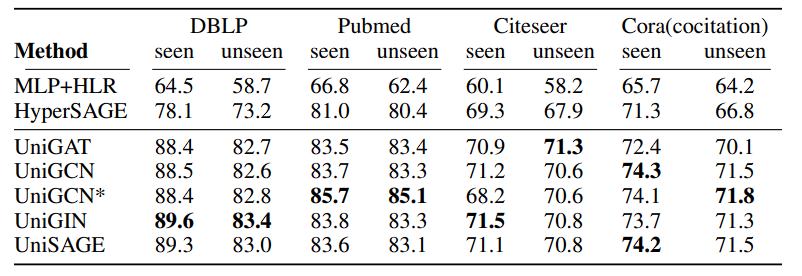 DBLP Pubmed Citeseer Cora(cocitation)
Method seen unseen seen unseen seen unseen seen unseen
MLP+HLR 64.5 58.7 66.8 62.4 60.1 58.2 65.7 64.2
HyperSAGE 78.1 73.2 81.0 80.4 69.3 67.9 71.3 66.8
UniGAT 88.4 82.7 83.5 83.4 70.9 71.3 72.4 70.1
UniGCN 88.5 82.6 83.7 83.3 71.2 70.6 74.3 71.5
UniGCN* 88.4 82.8 85.7 85.1 68.2 70.6 74.1 71.8
UniGIN 89.6 83.4 83.8 83.3 71.5 70.8 73.7 71.3
UniSAGE 89.3 83.0 83.6 83.1 71.1 70.8 74.2 71.5